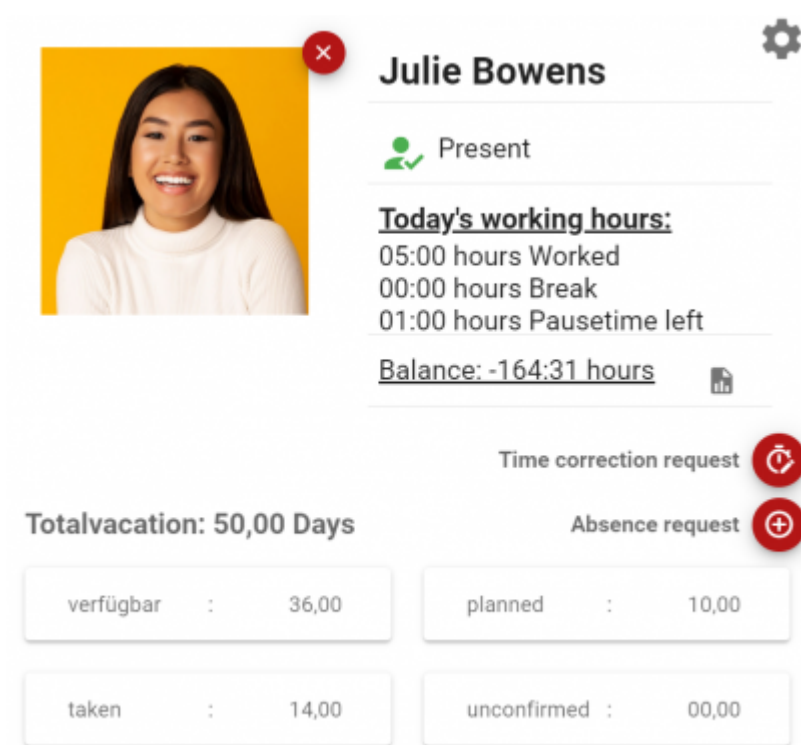 Julie Bowens
Present
Today's working hours:
05:00 hours Worked
00:00 hours Break
01:00 hours Pausetime left
Balance: -164:31 hours
Time correction request
Totalvacation: 50,00 Days
Absence request
verfügbar : 36,00
planned : 10,00
taken : 14,00
unconfirmed : 00,00